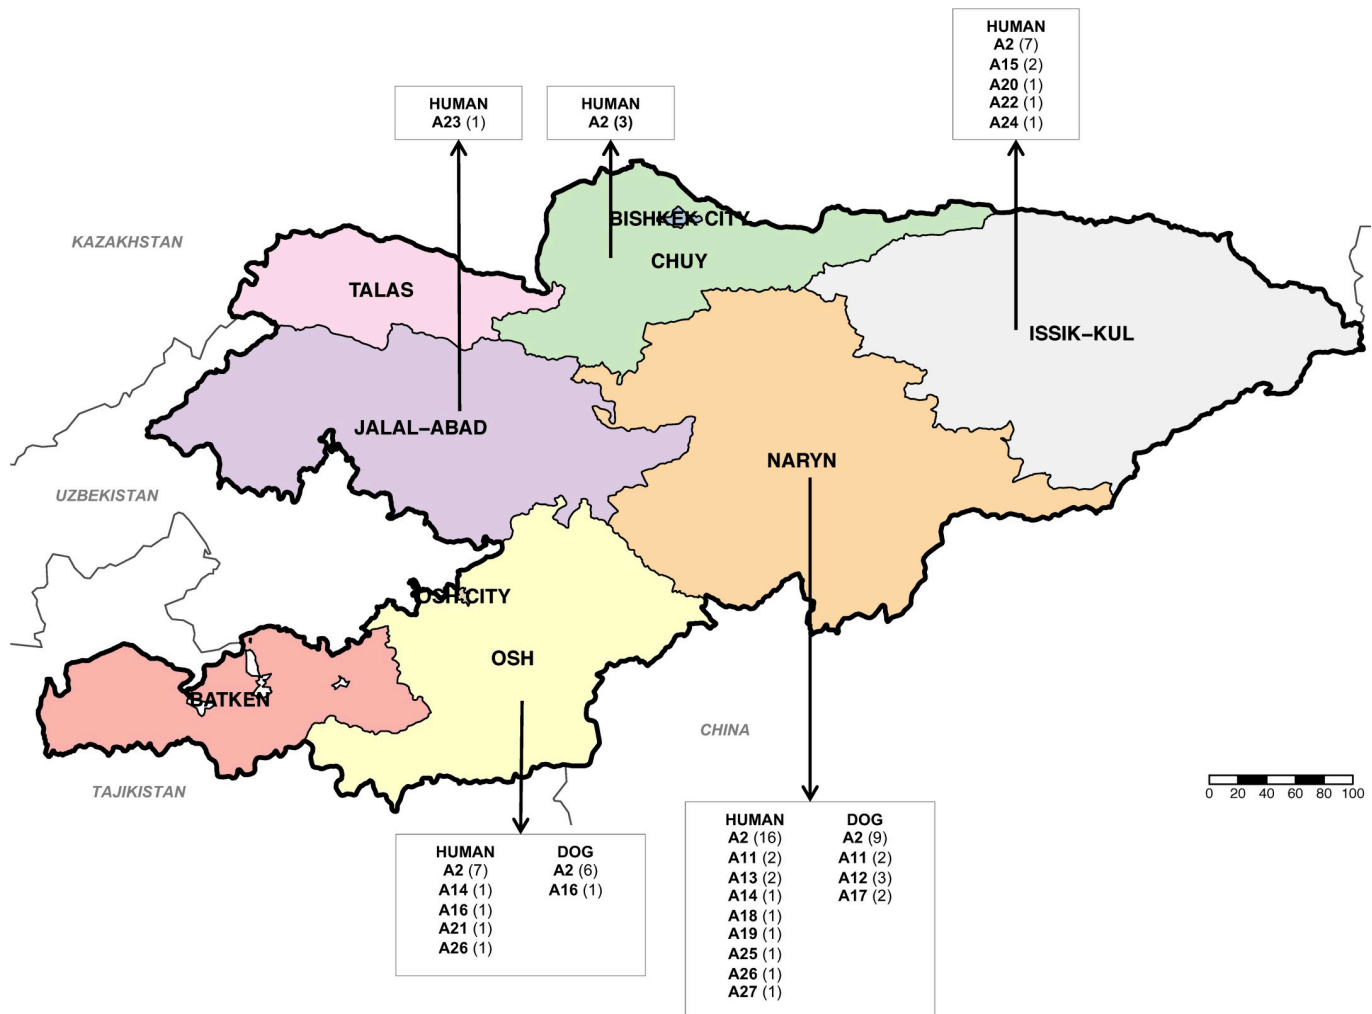 HUMAN
A2 (7)
A15 (2)
A20 (1)
A22 (1)
A24 (1)
HUMAN
A23 (1)
HUMAN
A2 (3)
BISHKEK CITY
KAZAKHSTAN
CHUY
TALAS
ISSIK–KUL
JALAL–ABAD
NARYN
UZBEKISTAN
OSH CITY
OSH
BATKEN
CHINA
TAJIKISTAN
0 20 40 60 80 100
HUMAN
A2 (7)
A14 (1)
A16 (1)
A21 (1)
A26 (1)
DOG
A2 (6)
A16 (1)
HUMAN
A2 (16)
A11 (2)
A13 (2)
A14 (1)
A18 (1)
A19 (1)
A25 (1)
A26 (1)
A27 (1)
DOG
A2 (9)
A11 (2)
A12 (3)
A17 (2)